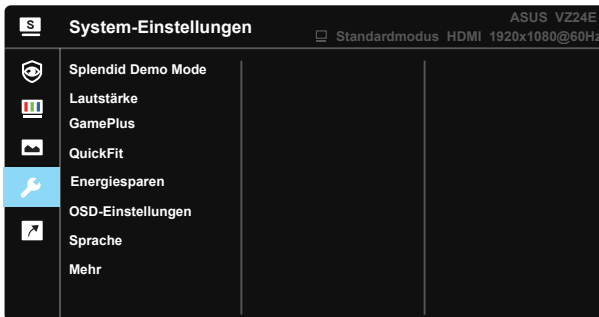 S
System-Einstellungen
ASUS VZ24E
Standardmodus HDMI 1920x1080@60Hz
Splendid Demo Mode
Lautstärke
GamePlus
QuickFit
Energiesparen
OSD-Einstellungen
Sprache
Mehr